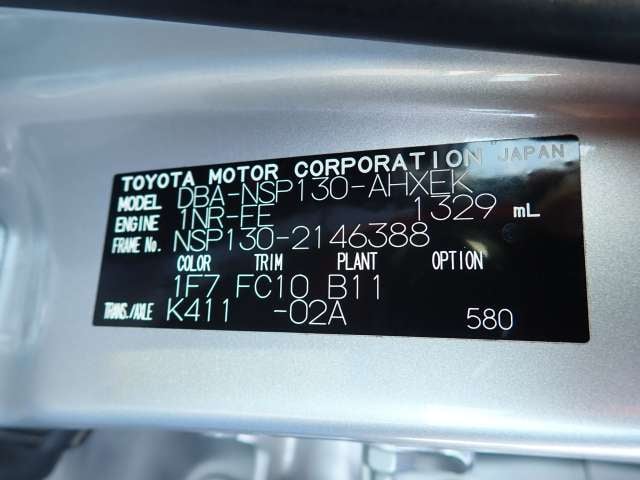 TOYOTA MOTOR CORPORATION JAPAN
MODEL DBA-NSP130-AHXEK
ENGINE 1NR-FE 1329 mL
FRAME No. NSP130-2146388
COLOR TRIM PLANT OPTION
1F7 FC10 B11
TRANS./AXLE K411 -02A 580